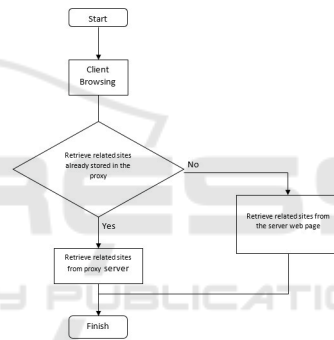 Start
Client
Browsing
Retrieve related sites
already stored in the
proxy
No
Yes
Retrieve related sites from
the server web page
Retrieve related sites
from proxy server
Finish